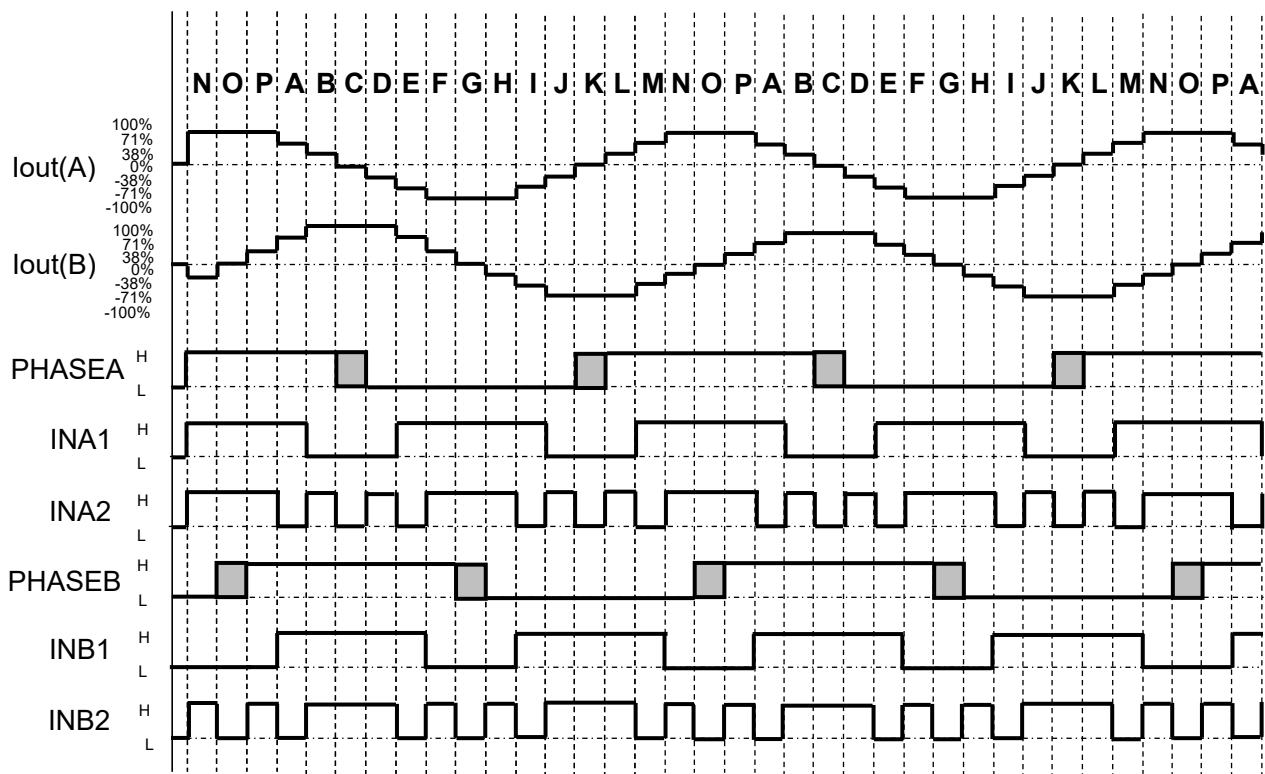 N O P A B C D E F G H I J K L M N O P A B C D E F G H I J K L M N O P A
Iout(A)
100%
71%
38%
0%
-38%
-71%
-100%
Iout(B)
100%
71%
38%
0%
-38%
-71%
-100%
PHASEA
H
L
INA1
H
L
INA2
H
L
PHASEB
H
L
INB1
H
L
INB2
H
L